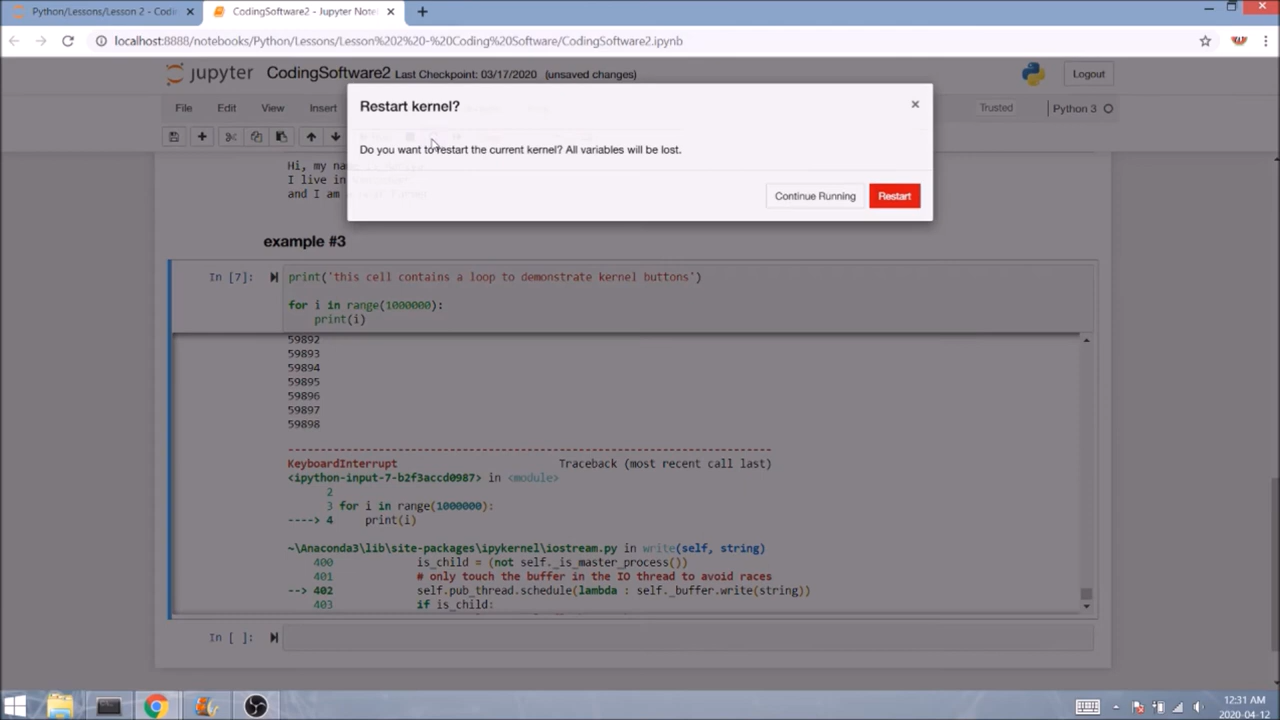 Python/Lessons/Lesson 2 - Codin
CodingSoftware2 - Jupyter Note
localhost:8888/notebooks/Python/Lessons/Lesson%202%20-%20Coding%20Software/CodingSoftware2.ipynb
jupyter CodingSoftware2 Last Checkpoint: 03/17/2020 (unsaved changes)
Logout
File Edit View Insert
Trusted
Python 3
Restart kernel?
Do you want to restart the current kernel? All variables will be lost.
Continue Running
Restart
Hi, my name
I live in
and I am a
example #3
In [7]:
print('this cell contains a loop to demonstrate kernel buttons')
for i in range(1000000):
print(i)
59892
59893
59894
59895
59896
59897
59898
---------------------------------------------------------------------------
KeyboardInterrupt Traceback (most recent call last)
<ipython-input-7-b2f3accd0987> in <module>
2
3 for i in range(1000000):
----> 4 print(i)
~\Anaconda3\lib\site-packages\ipykernel\iostream.py in write(self, string)
400 is_child = (not self._is_master_process())
401 # only touch the buffer in the IO thread to avoid races
--> 402 self.pub_thread.schedule(lambda : self._buffer.write(string))
403 if is_child:
In [ ]:
12:31 AM
2020-04-12